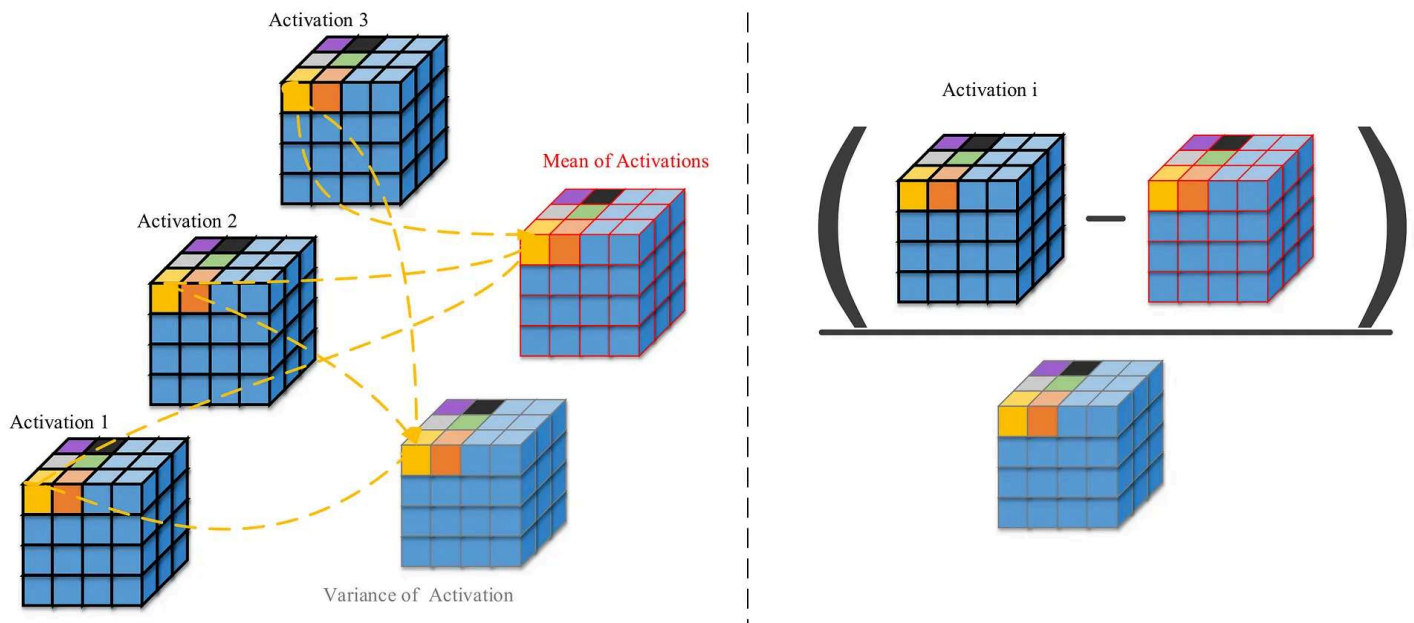 Activation 3
Activation i
Mean of Activations
Activation 2
Activation 1
Variance of Activation